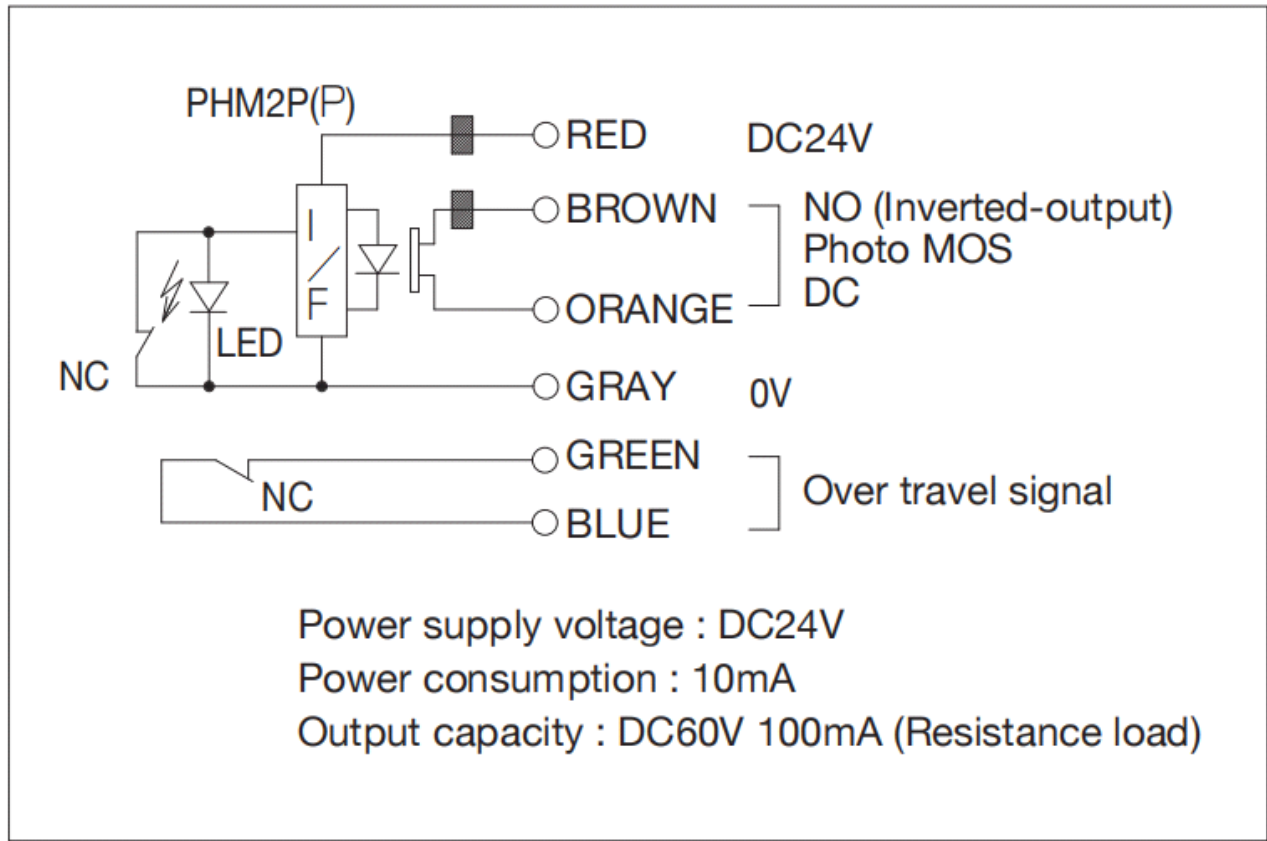 PHM2P(P)
RED DC24V
BROWN NO (Inverted-output)
Photo MOS
DC
ORANGE
I/F
LED
NC
GRAY 0V
GREEN
NC
Over travel signal
BLUE
Power supply voltage : DC24V
Power consumption : 10mA
Output capacity : DC60V 100mA (Resistance load)